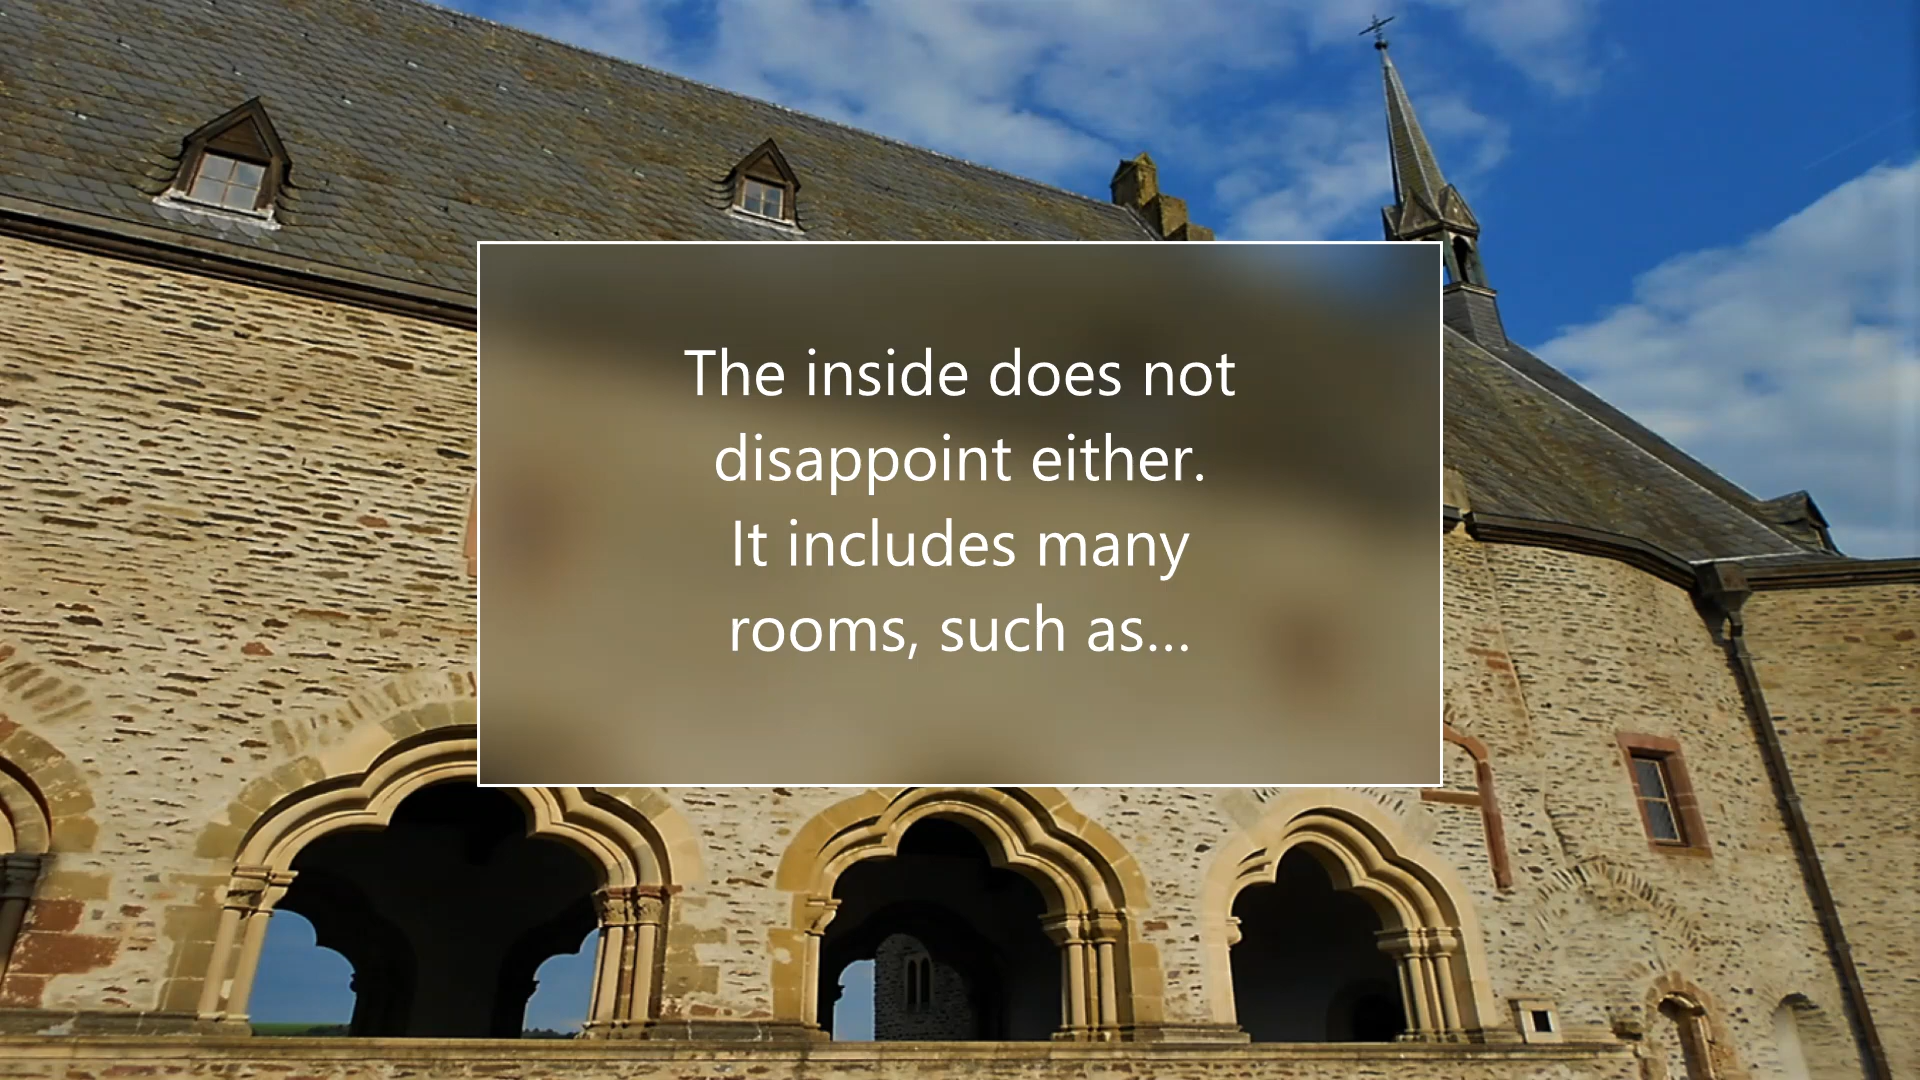 The inside does not
disappoint either.
It includes many
rooms, such as...